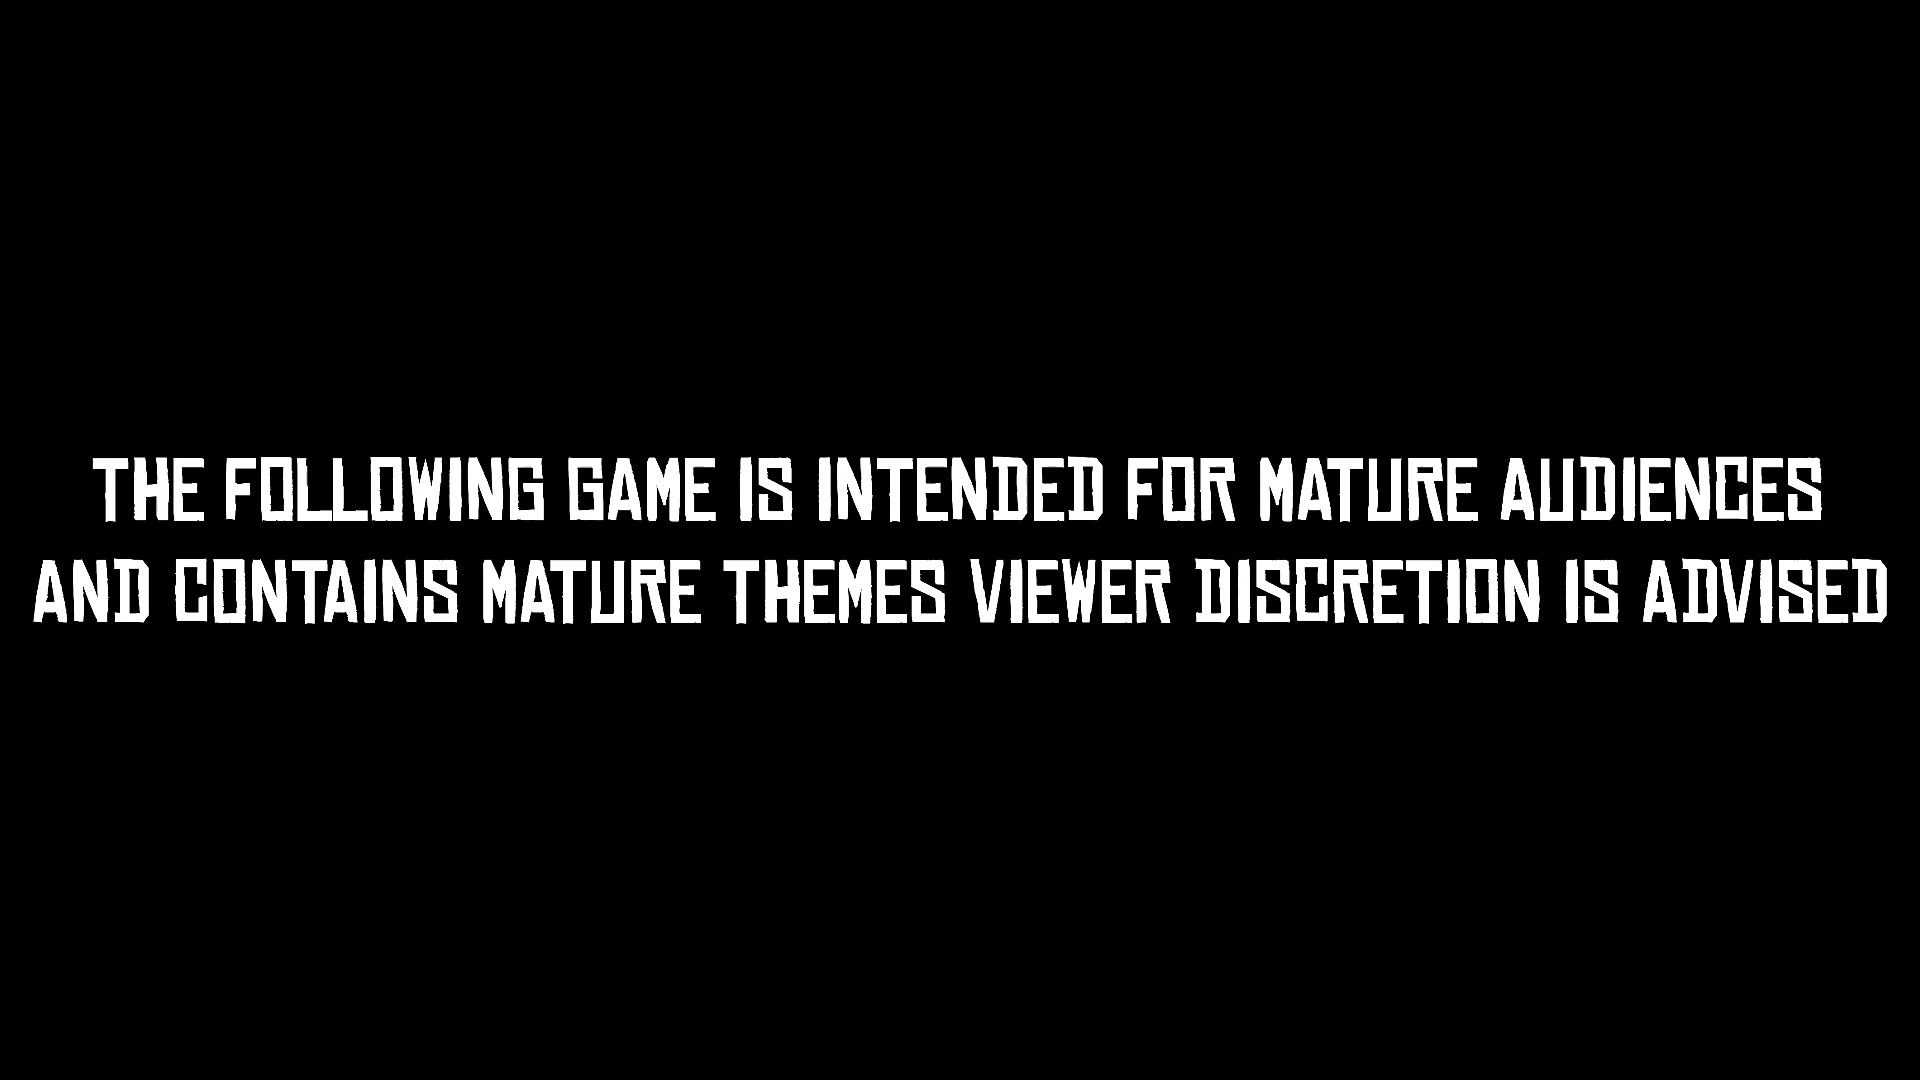 THE FOLLOWING GAME IS INTENDED FOR MATURE AUDIENCES
AND CONTAINS MATURE THEMES VIEWER DISCRETION IS ADVISED